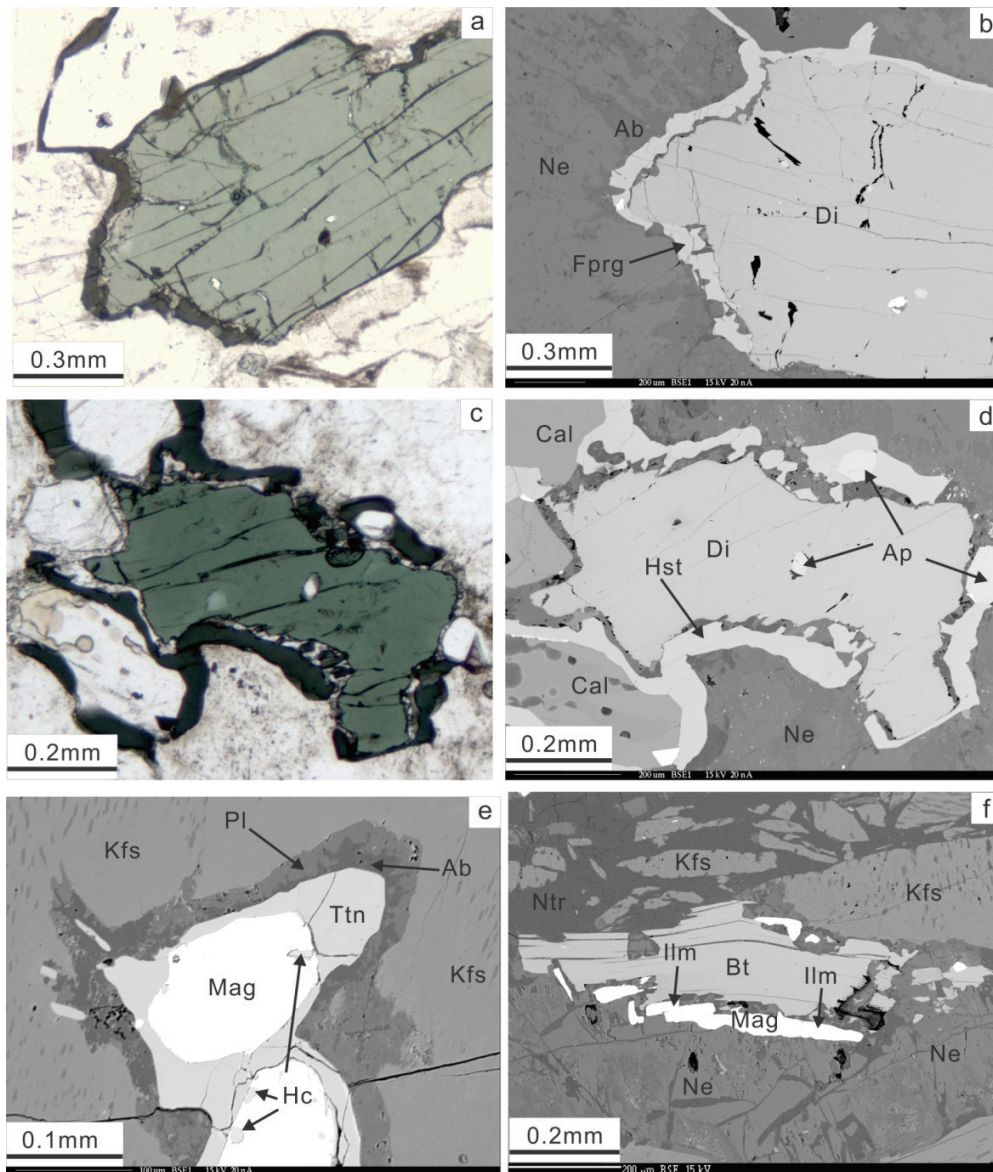 a
0.3mm
b
Ab
Ne
Di
Fprg
0.3mm
200 um BSE1 15 kV 20 nA
c
0.2mm
d
Cal
Di
Ap
Hst
Cal
Ne
0.2mm
200 um BSE1 15 kV 20 nA
e
Pl
Kfs
Ab
Ttn
Mag
Kfs
Hc
0.1mm
100 um BSE1 15 kV 20 nA
f
Kfs
Ntr
Kfs
Ilm
Bt
Ilm
Mag
Ne
Ne
0.2mm
200 um BSE 15 kV